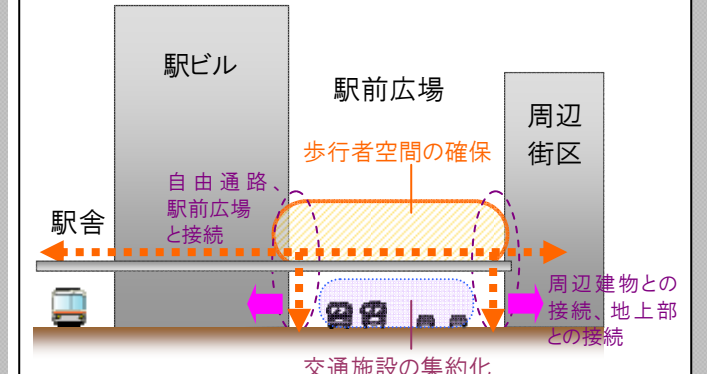 駅ビル
駅前広場
周辺
街区
歩行者空間の確保
自由通路、
駅前広場
と接続
駅舎
周辺建物との
接続、地上部
との接続
交通施設の集約化